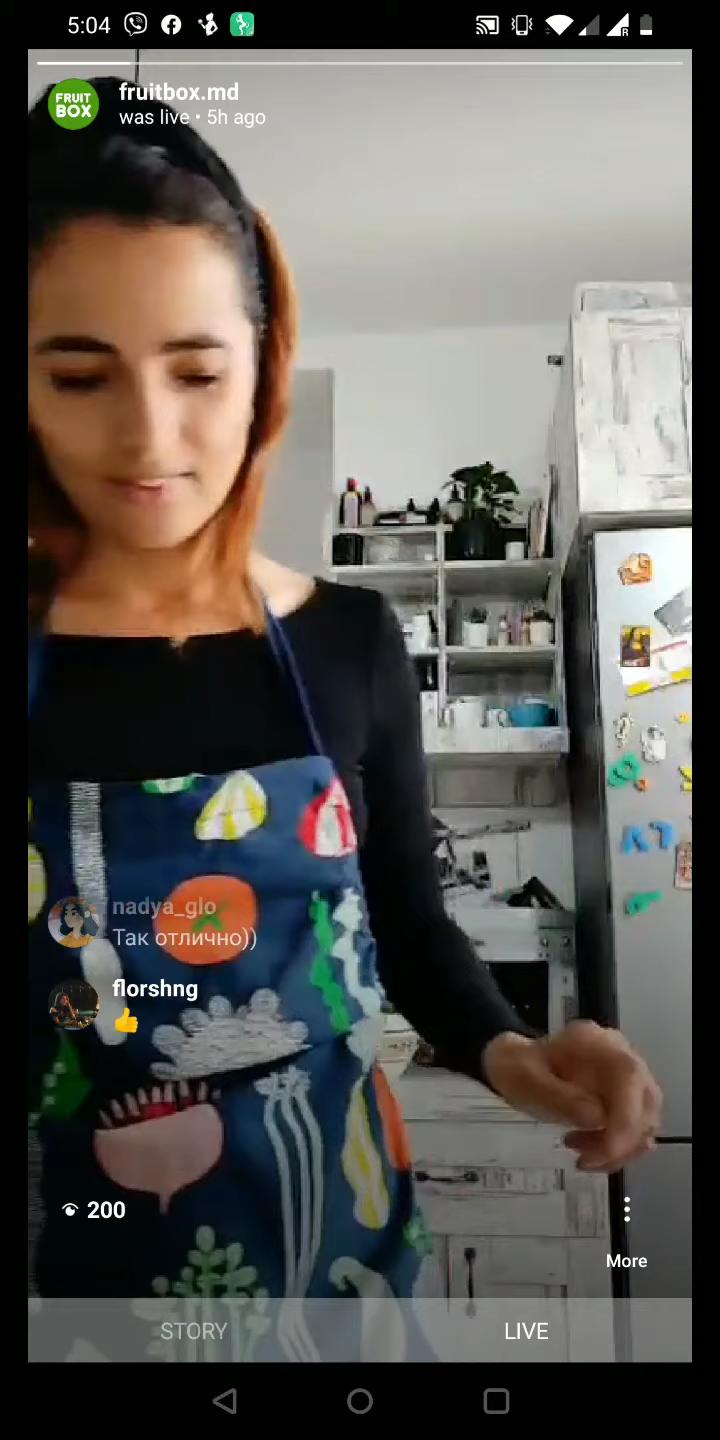 5:04
R
FRUIT
BOX
fruitbox.md
was live • 5h ago
nadya_glo
Так отлично))
florshng
👍
200
More
STORY
LIVE